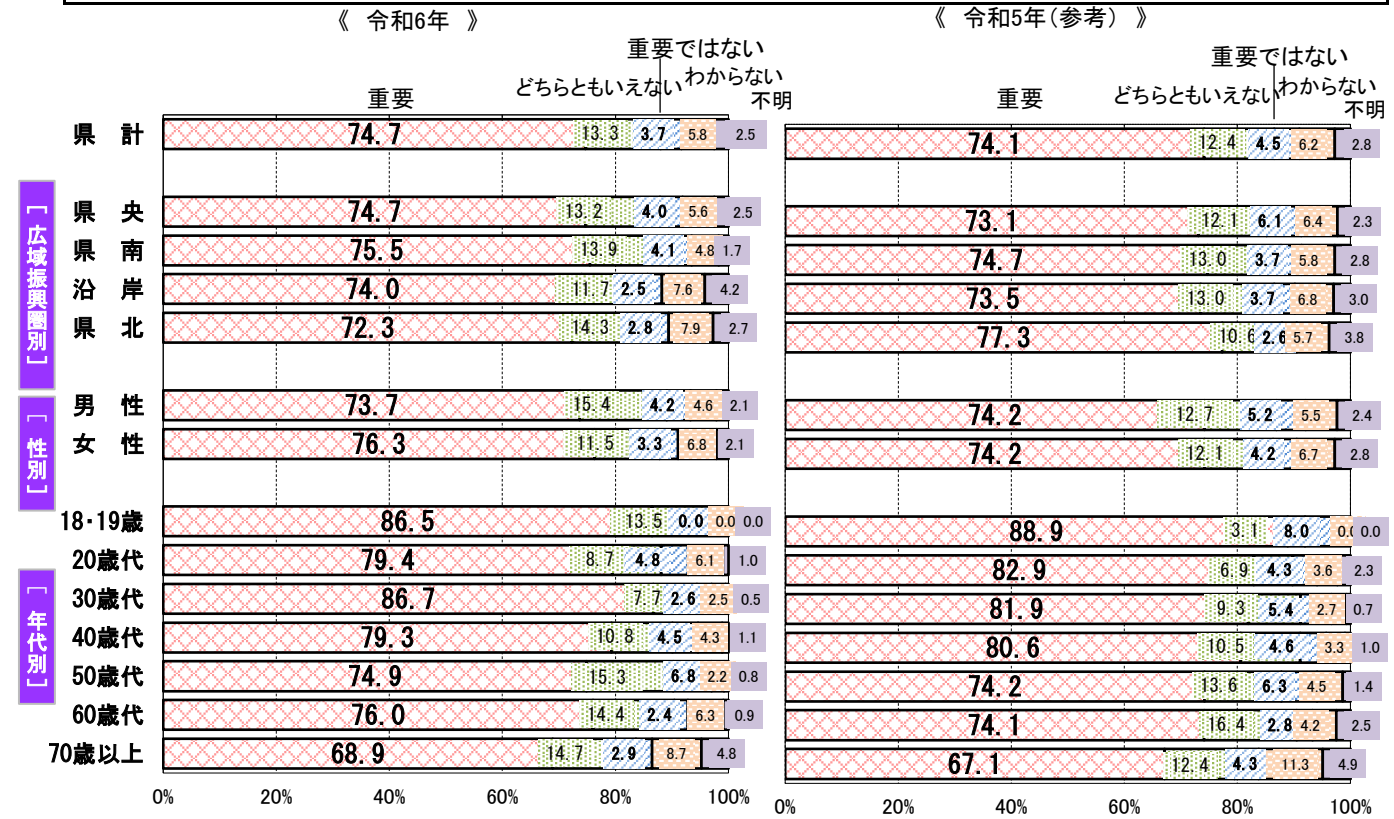 《 令和6年 》
重要
どちらともいえない
重要ではない
わからない
不明
県 計 74.7 13.3 3.7 5.8 2.5
[広域振興圏別]
県 央 74.7 13.2 4.0 5.6 2.5
県 南 75.5 13.9 4.1 4.8 1.7
沿 岸 74.0 11.7 2.5 7.6 4.2
県 北 72.3 14.3 2.8 7.9 2.7
[性別]
男 性 73.7 15.4 4.2 4.6 2.1
女 性 76.3 11.5 3.3 6.8 2.1
[年代別]
18・19歳 86.5 13.5 0.0 0.0 0.0
20歳代 79.4 8.7 4.8 6.1 1.0
30歳代 86.7 7.7 2.6 2.5 0.5
40歳代 79.3 10.8 4.5 4.3 1.1
50歳代 74.9 15.3 6.8 2.2 0.8
60歳代 76.0 14.4 2.4 6.3 0.9
70歳以上 68.9 14.7 2.9 8.7 4.8
0% 20% 40% 60% 80% 100%
《 令和5年(参考) 》
重要
どちらともいえない
重要ではない
わからない
不明
74.1 12.4 4.5 6.2 2.8
73.1 12.1 6.1 6.4 2.3
74.7 13.0 3.7 5.8 2.8
73.5 13.0 3.7 6.8 3.0
77.3 10.6 2.6 5.7 3.8
74.2 12.7 5.2 5.5 2.4
74.2 12.1 4.2 6.7 2.8
88.9 3.1 8.0 0.0 0.0
82.9 6.9 4.3 3.6 2.3
81.9 9.3 5.4 2.7 0.7
80.6 10.5 4.6 3.3 1.0
74.2 13.6 6.3 4.5 1.4
74.1 16.4 2.8 4.2 2.5
67.1 12.4 4.3 11.3 4.9
0% 20% 40% 60% 80% 100%